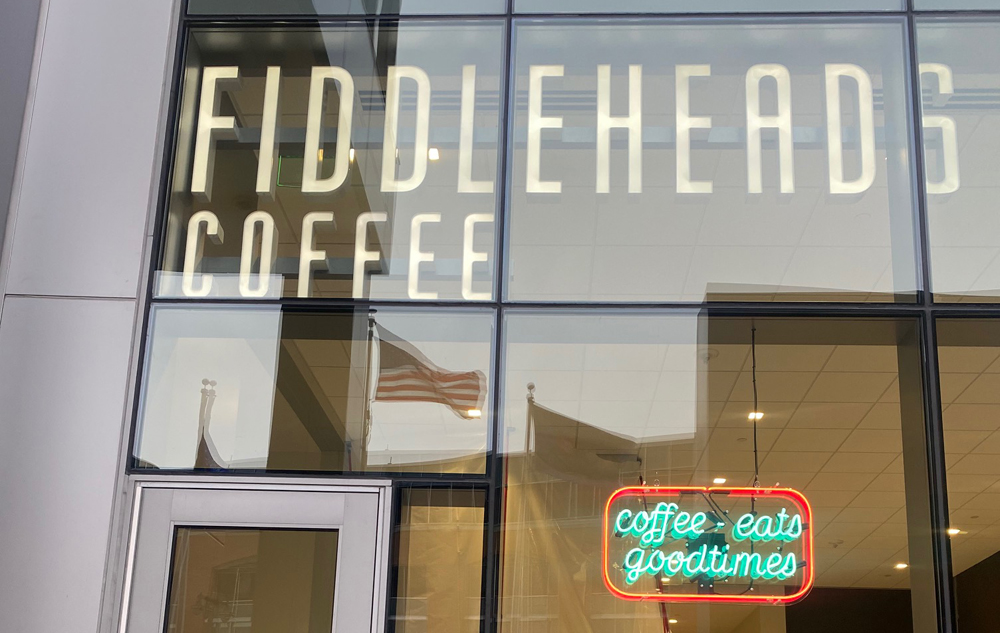 FIDDLEHEADS
COFFEE
coffee - eats
goodtimes